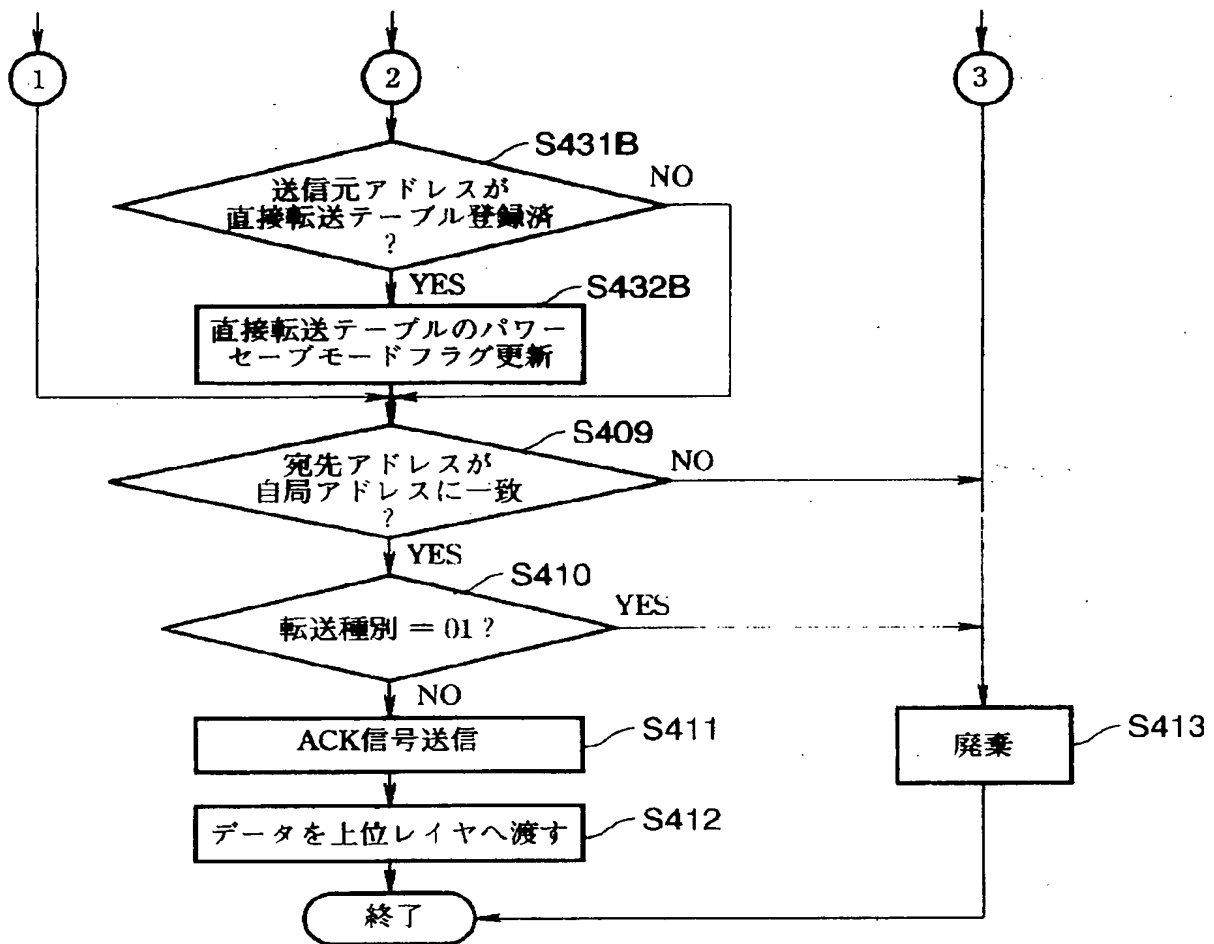 1
2
3
S431B
送信元アドレスが
直接転送テーブル登録済
?
NO
YES
S432B
直接転送テーブルのパワー
セーブモードフラグ更新
S409
宛先アドレスが
自局アドレスに一致
?
NO
YES
S410
転送種別 = 01 ?
YES
NO
ACK信号送信
S411
廃棄
S413
データを上位レイヤへ渡す
S412
終了